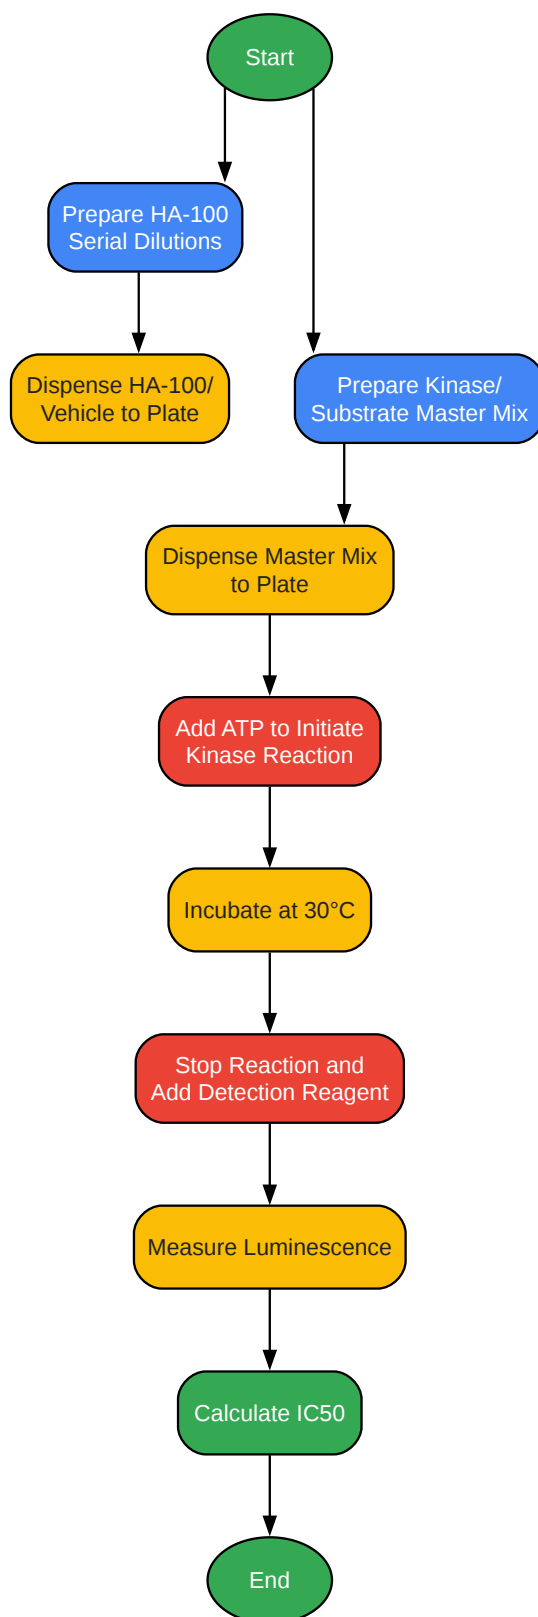 Start
Prepare HA-100
Serial Dilutions
Dispense HA-100/
Vehicle to Plate
Prepare Kinase/
Substrate Master Mix
Dispense Master Mix
to Plate
Add ATP to Initiate
Kinase Reaction
Incubate at 30°C
Stop Reaction and
Add Detection Reagent
Measure Luminescence
Calculate IC50
End